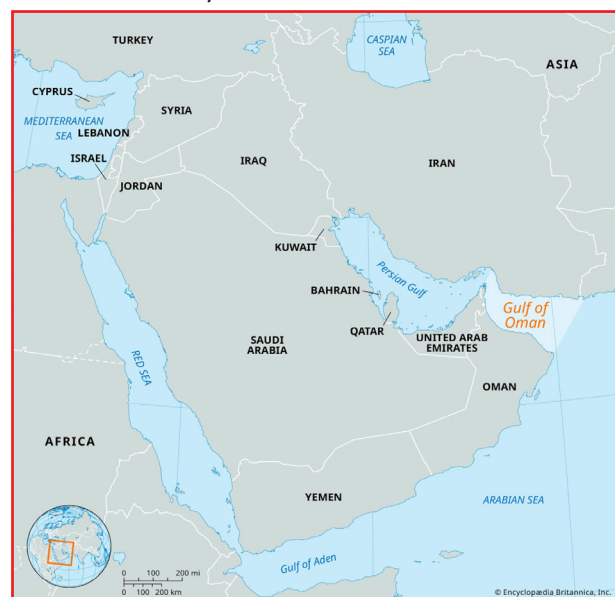 TURKEY
CASPIAN
SEA
ASIA
CYPRUS
SYRIA
MEDITERRANEAN
SEA
LEBANON
ISRAEL
IRAQ
IRAN
JORDAN
KUWAIT
Persian Gulf
BAHRAIN
Gulf of
Oman
QATAR
UNITED ARAB
EMIRATES
SAUDI
ARABIA
RED SEA
OMAN
AFRICA
YEMEN
ARABIAN SEA
Gulf of Aden
0 100 200 mi
0 100 200 km
© Encyclopædia Britannica, Inc.